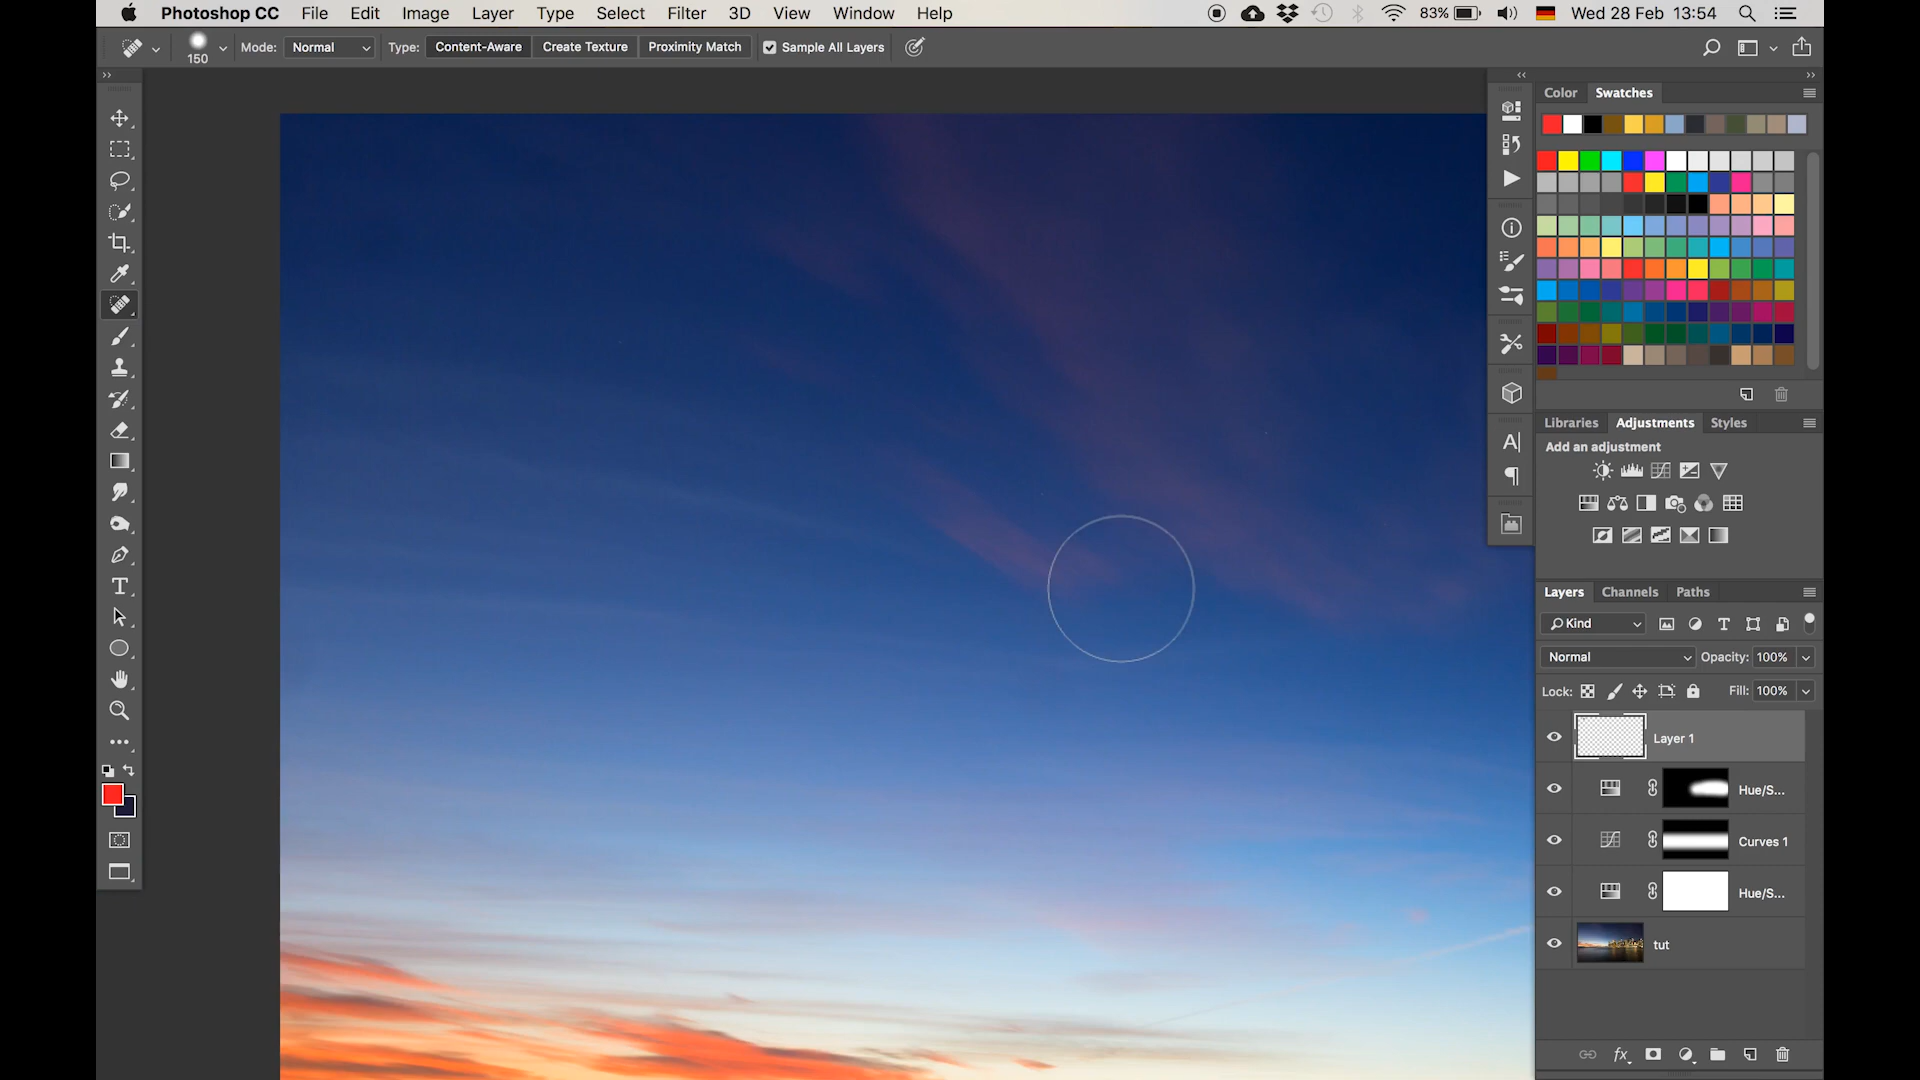 Photoshop CC File Edit Image Layer Type Select Filter 3D View Window Help 83% Wed 28 Feb 13:54
150 Mode: Normal Type: Content-Aware Create Texture Proximity Match Sample All Layers
Color Swatches
Libraries Adjustments Styles
Add an adjustment
Layers Channels Paths
Kind
Normal Opacity: 100%
Lock: Fill: 100%
Layer 1
Hue/S...
Curves 1
Hue/S...
tut